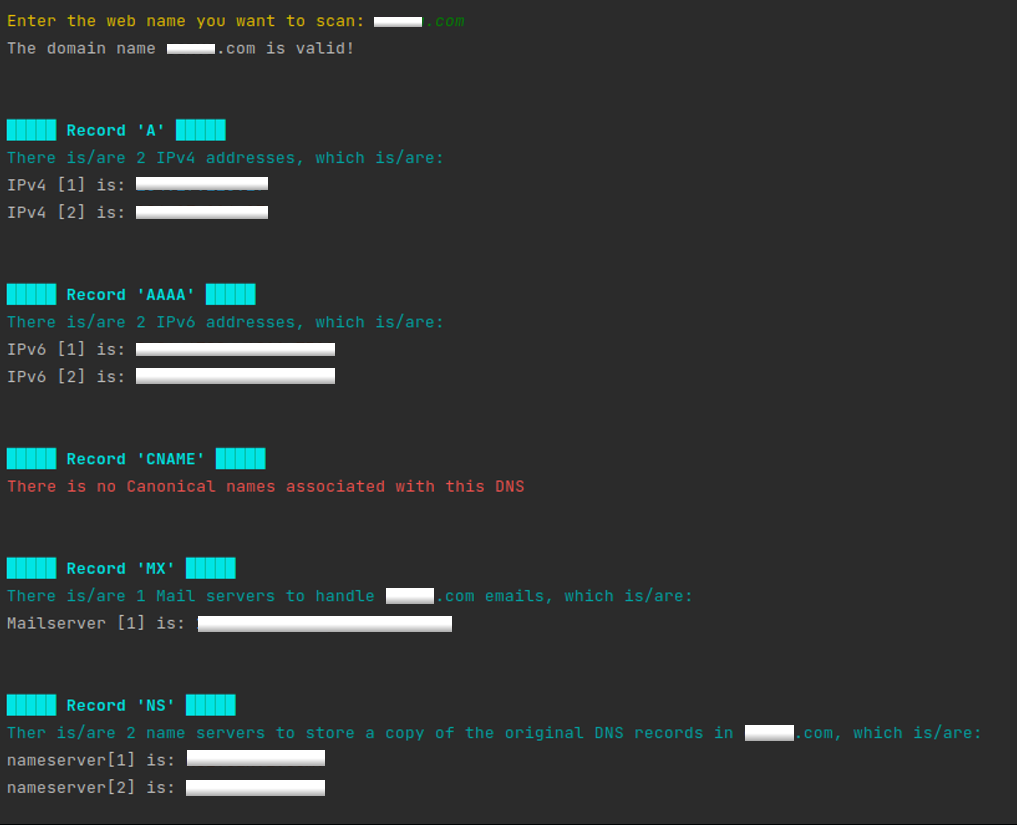 Enter the web name you want to scan: .com
The domain name .com is valid!
Record 'A'
There is/are 2 IPv4 addresses, which is/are:
IPv4 [1] is:
IPv4 [2] is:
Record 'AAAA'
There is/are 2 IPv6 addresses, which is/are:
IPv6 [1] is:
IPv6 [2] is:
Record 'CNAME'
There is no Canonical names associated with this DNS
Record 'MX'
There is/are 1 Mail servers to handle .com emails, which is/are:
Mailserver [1] is:
Record 'NS'
Ther is/are 2 name servers to store a copy of the original DNS records in .com, which is/are:
nameserver[1] is:
nameserver[2] is: